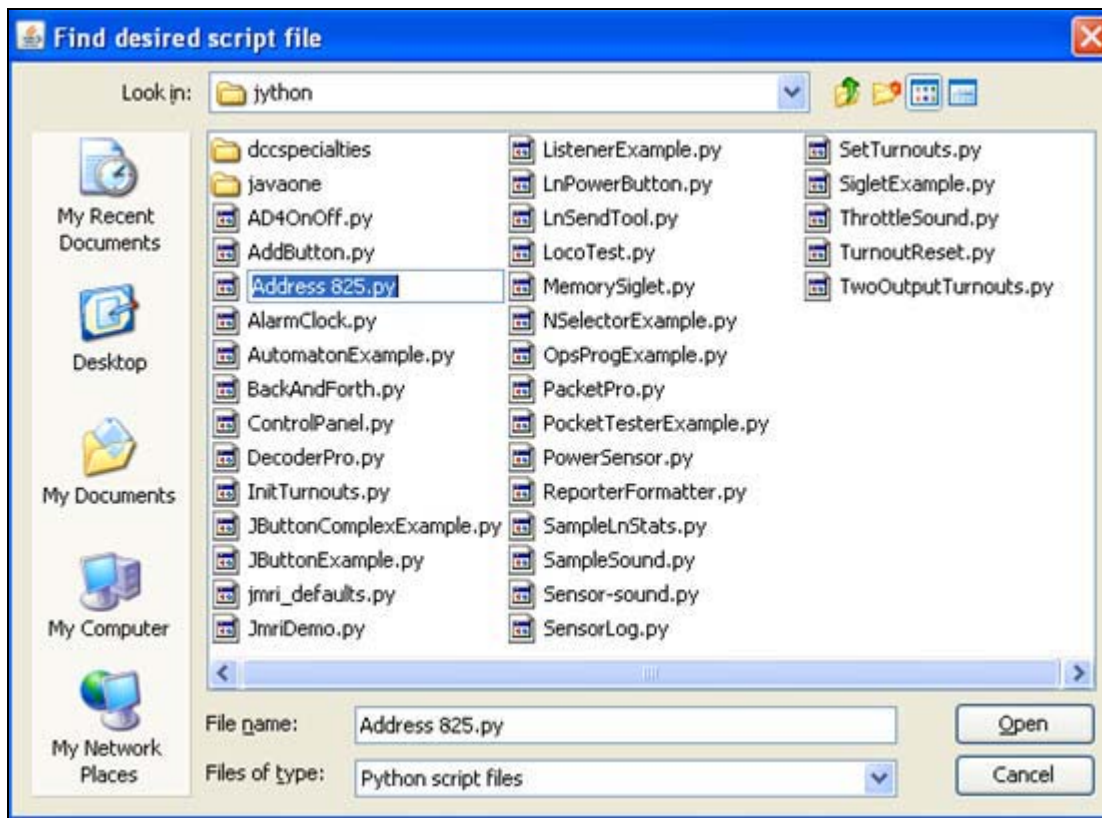 Find desired script file
Look in: jython
My Recent Documents
Desktop
My Documents
My Computer
My Network Places
dccspecialties
javaone
AD4OnOff.py
AddButton.py
Address 825.py
AlarmClock.py
AutomatonExample.py
BackAndForth.py
ControlPanel.py
DecoderPro.py
InitTurnouts.py
JButtonComplexExample.py
JButtonExample.py
jmri_defaults.py
JmriDemo.py
ListenerExample.py
LnPowerButton.py
LnSendTool.py
LocoTest.py
MemorySiglet.py
NSelectorExample.py
OpsProgExample.py
PacketPro.py
PocketTesterExample.py
PowerSensor.py
ReporterFormatter.py
SampleLnStats.py
SampleSound.py
Sensor-sound.py
SensorLog.py
SetTurnouts.py
SigletExample.py
ThrottleSound.py
TurnoutReset.py
TwoOutputTurnouts.py
File name: Address 825.py
Open
Files of type: Python script files
Cancel